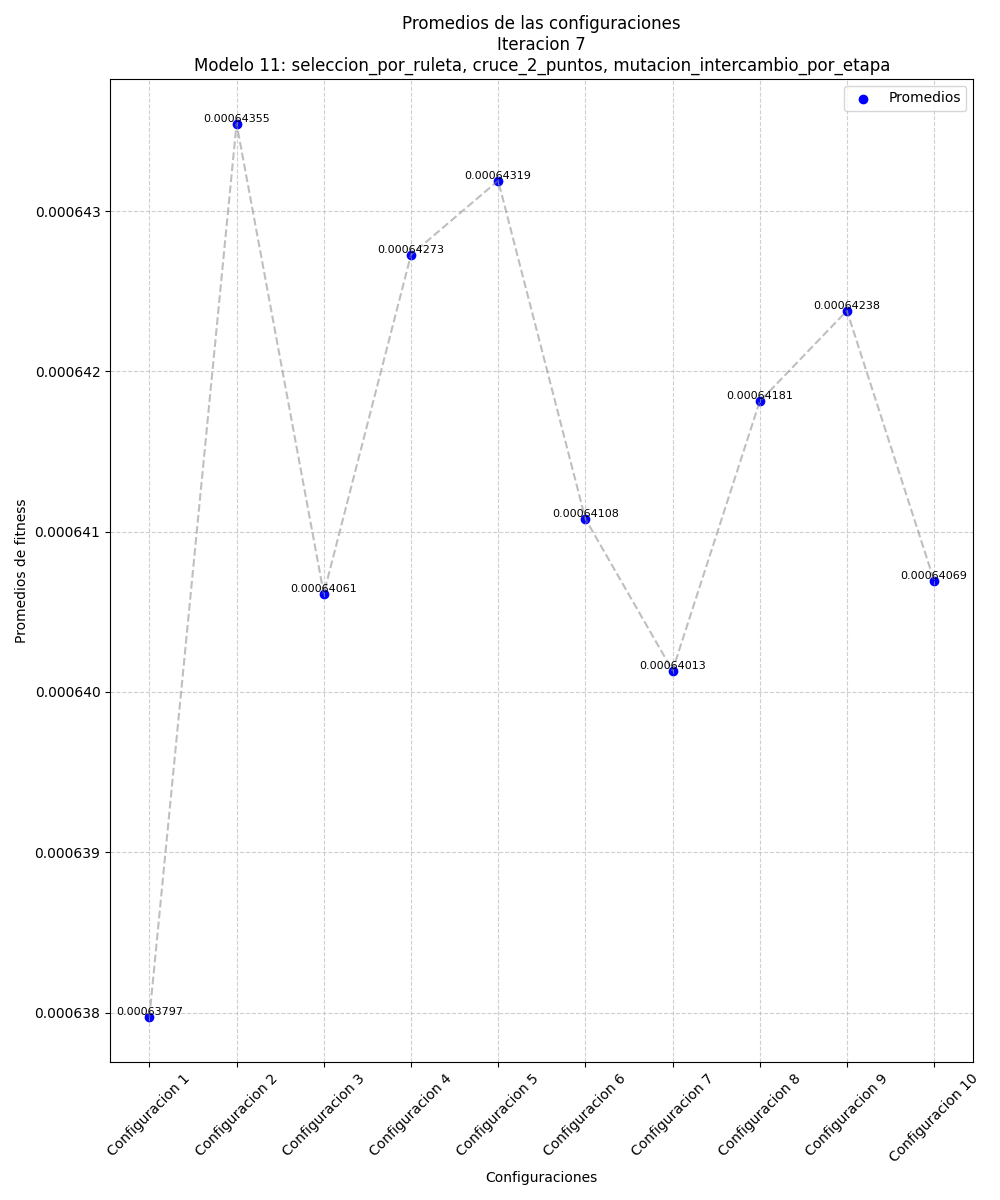 Promedios de las configuraciones
Iteracion 7
Modelo 11: seleccion_por_ruleta, cruce_2_puntos, mutacion_intercambio_por_etapa
Promedios
0.00064355
0.00064319
0.000643
0.00064273
0.00064238
0.000642
0.00064181
0.00064108
0.000641
0.00064069
0.00064061
0.00064013
0.000640
0.000639
0.000638
0.00063797
Promedios de fitness
Configuracion 1
Configuracion 2
Configuracion 3
Configuracion 4
Configuracion 5
Configuracion 6
Configuracion 7
Configuracion 8
Configuracion 9
Configuracion 10
Configuraciones